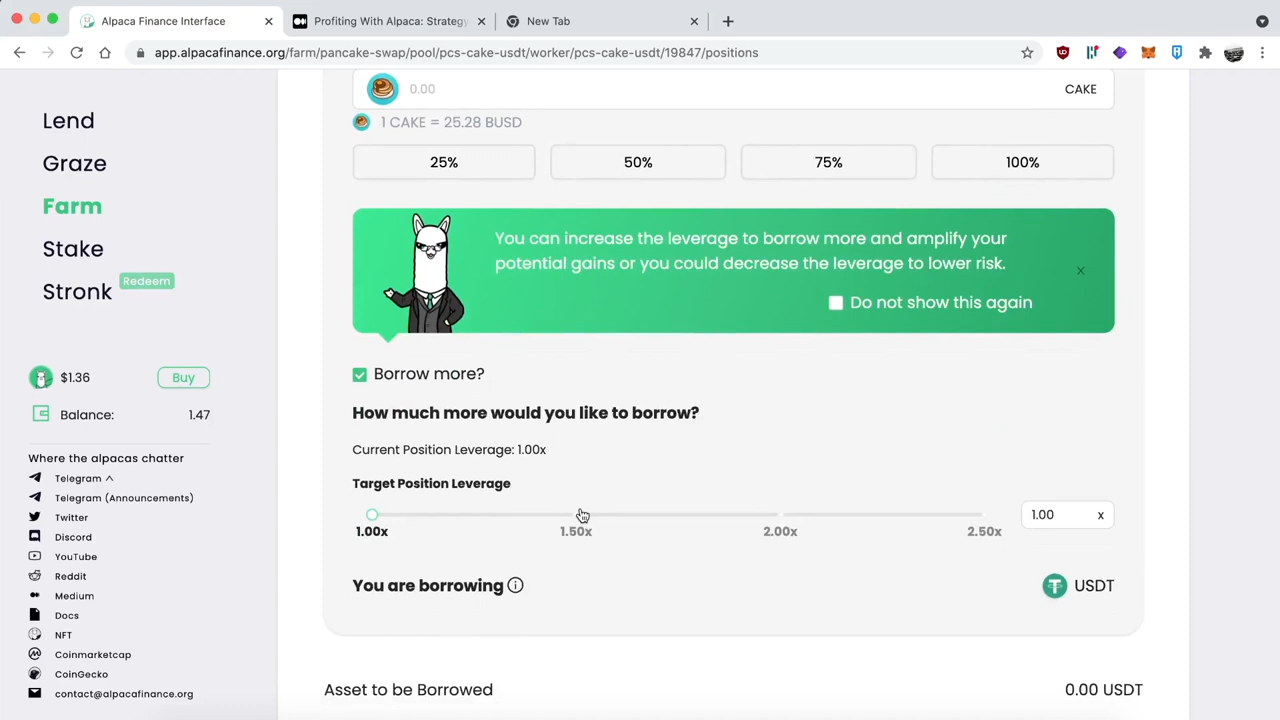 Alpaca Finance Interface
Profiting With Alpaca: Strategy
New Tab
app.alpacafinance.org/farm/pancake-swap/pool/pcs-cake-usdt/worker/pcs-cake-usdt/19847/positions
Lend
Graze
Farm
Stake
Stronk
Redeem
$1.36
Buy
Balance:
1.47
Where the alpacas chatter
Telegram
Telegram (Announcements)
Twitter
Discord
YouTube
Reddit
Medium
Docs
NFT
Coinmarketcap
CoinGecko
contact@alpacafinance.org
0.00
CAKE
1 CAKE = 25.28 BUSD
25%
50%
75%
100%
You can increase the leverage to borrow more and amplify your
potential gains or you could decrease the leverage to lower risk.
Do not show this again
Borrow more?
How much more would you like to borrow?
Current Position Leverage: 1.00x
Target Position Leverage
1.00 x
1.00x 1.50x 2.00x 2.50x
You are borrowing
USDT
Asset to be Borrowed
0.00 USDT